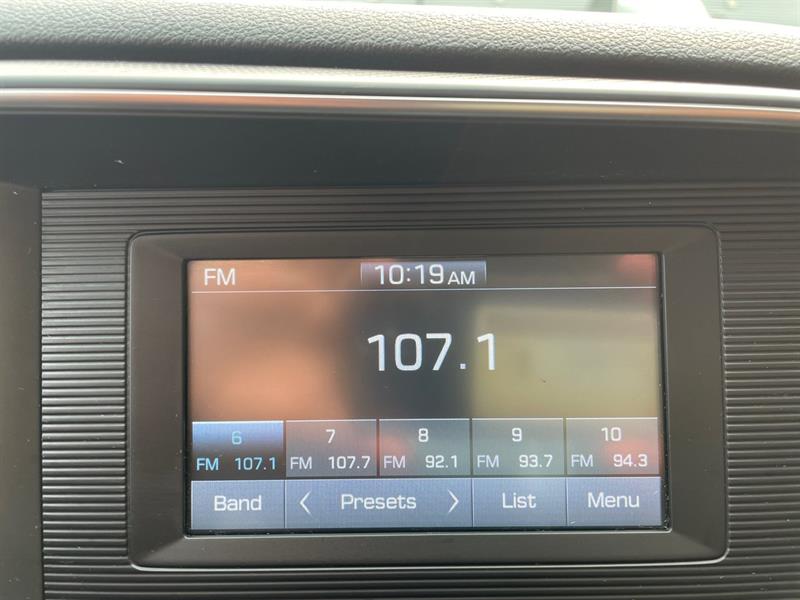 FM 10:19 AM
107.1
6 7 8 9 10
FM 107.1 FM 107.7 FM 92.1 FM 93.7 FM 94.3
Band < Presets > List Menu